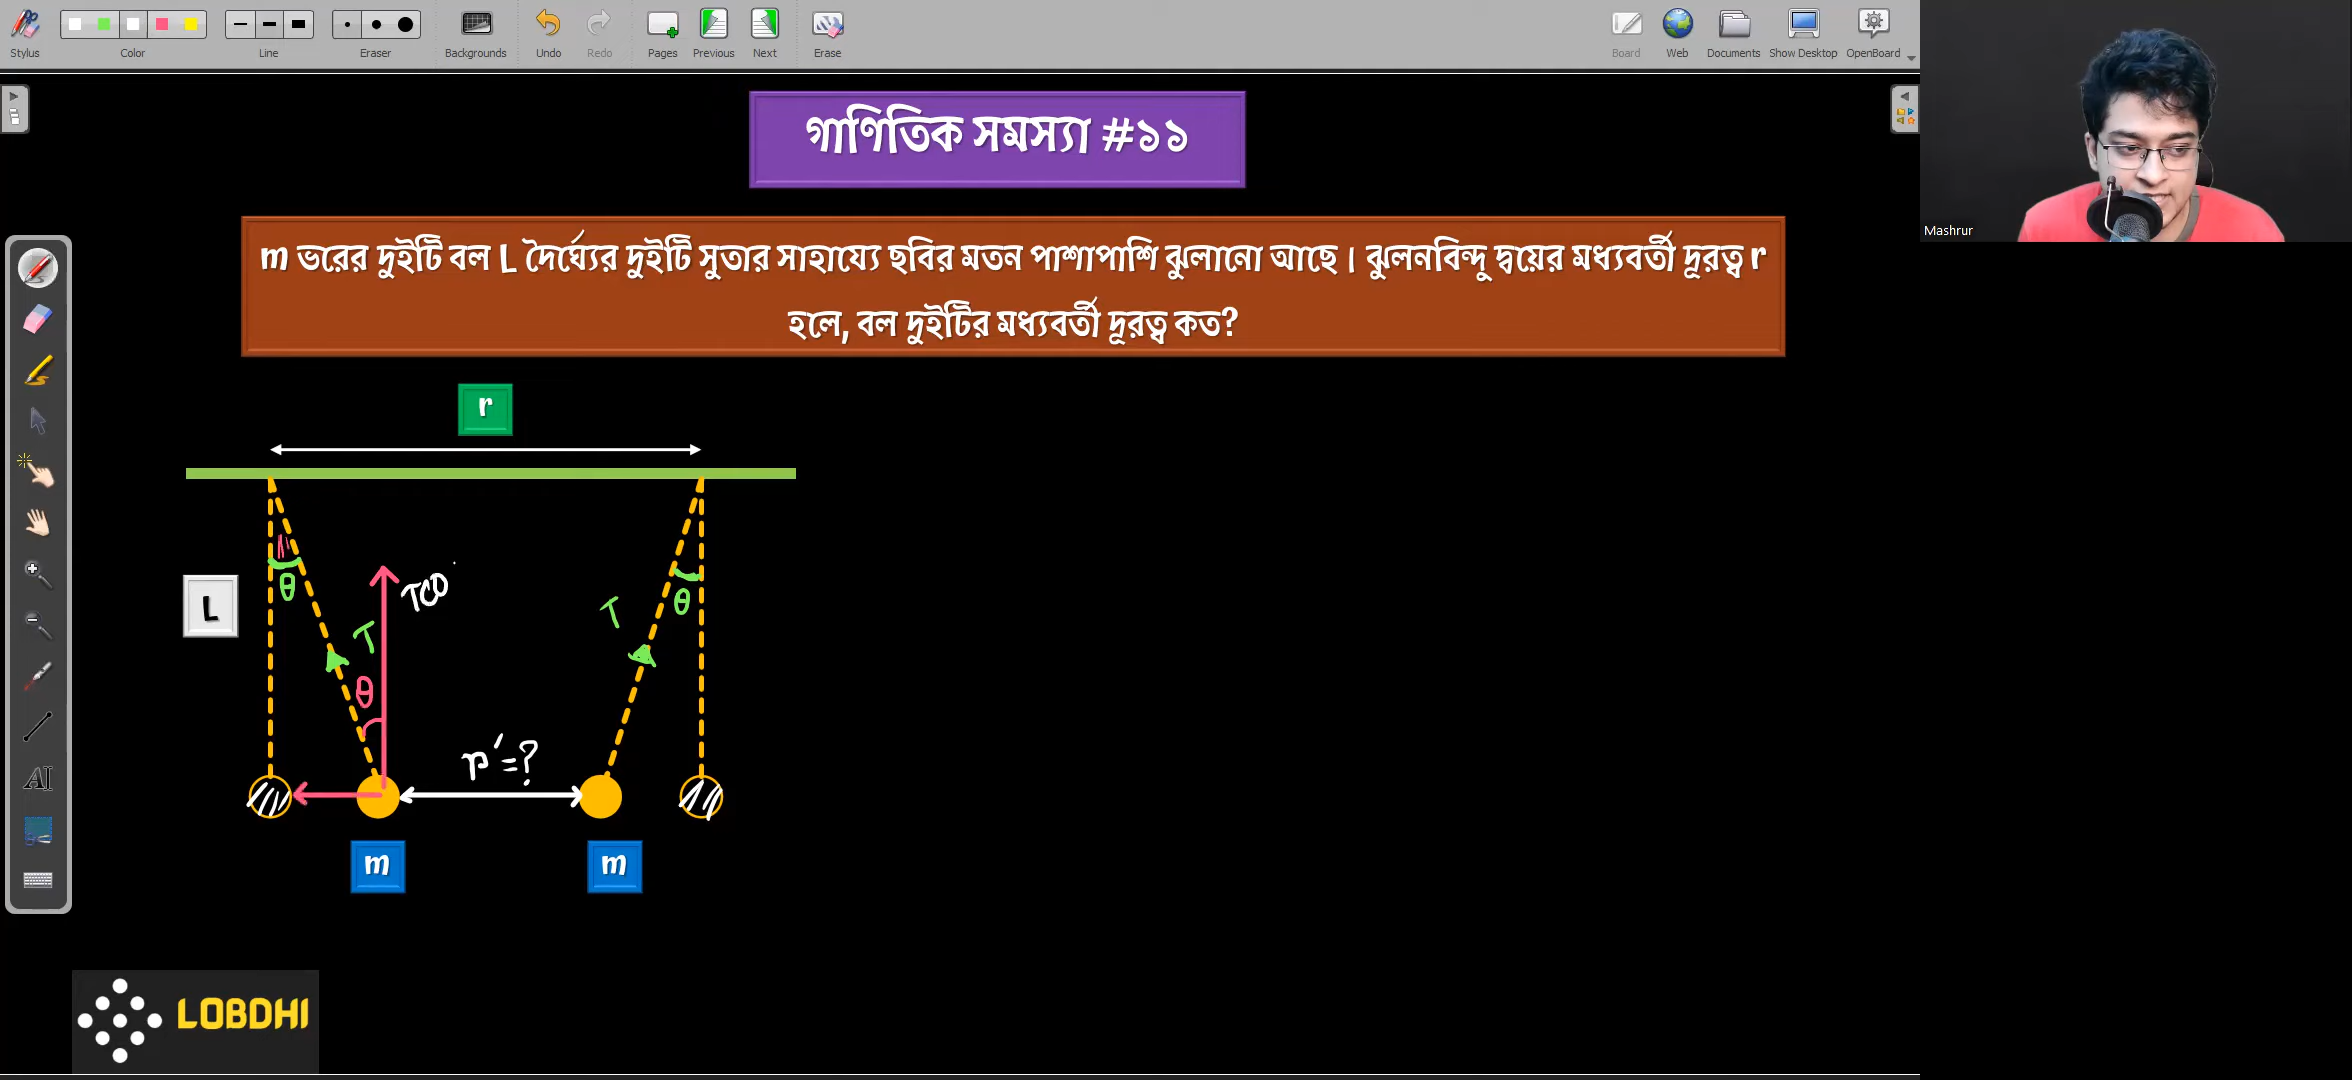 Stylus
Color
Line
Eraser
Backgrounds
Undo
Redo
Pages
Previous
Next
Erase
Board
Web
Documents
Show Desktop
OpenBoard
Mashrur
গাণিতিক সমস্যা #১১
m ভরের দুইটি বল L দৈর্ঘ্যের দুইটি সুতার সাহায্যে ছবির মতন পাশাপাশি ঝুলানো আছে। ঝুলনবিন্দু দ্বয়ের মধ্যবর্তী দূরত্ব r
হলে, বল দুইটির মধ্যবর্তী দূরত্ব কত?
r
θ
L
TCO
T
T
θ
θ
r'=?
m
m
AI
LOBDHI